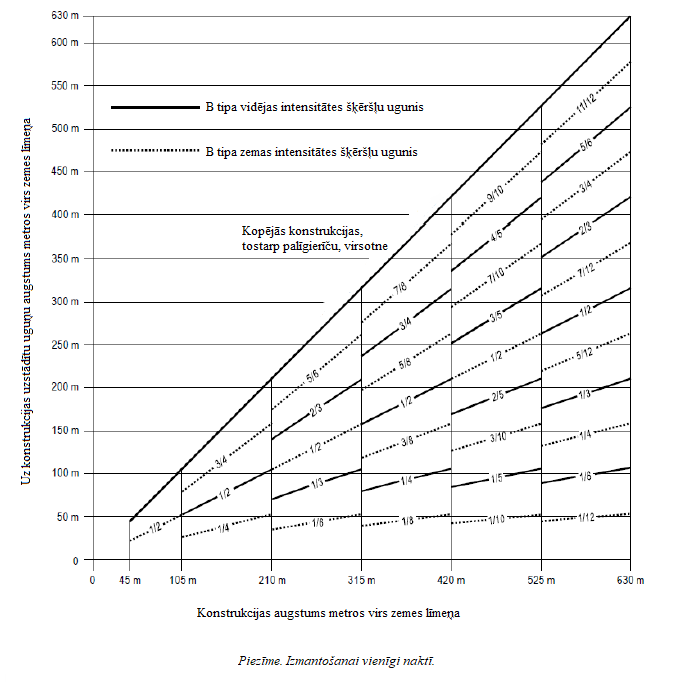 630 m
600 m
550 m
500 m
450 m
400 m
350 m
300 m
250 m
200 m
150 m
100 m
50 m
0
Uz konstrukcijas uzstādītu uguņu augstums metros virs zemes līmeņa
B tipa vidējas intensitātes šķēršļu ugunis
B tipa zemas intensitātes šķēršļu ugunis
Kopējās konstrukcijas,
tostarp palīgierīču, virsotne
1/2
3/4
1/2
1/4
5/6
2/3
1/2
1/3
1/6
7/8
3/4
5/8
1/2
3/8
1/4
1/8
9/10
4/5
7/10
3/5
1/2
2/5
3/10
1/5
1/10
11/12
5/6
3/4
2/3
7/12
1/2
5/12
1/3
1/4
1/6
1/12
0 45 m 105 m 210 m 315 m 420 m 525 m 630 m
Konstrukcijas augstums metros virs zemes līmeņa
Piezīme. Izmantošanai vienīgi naktī.